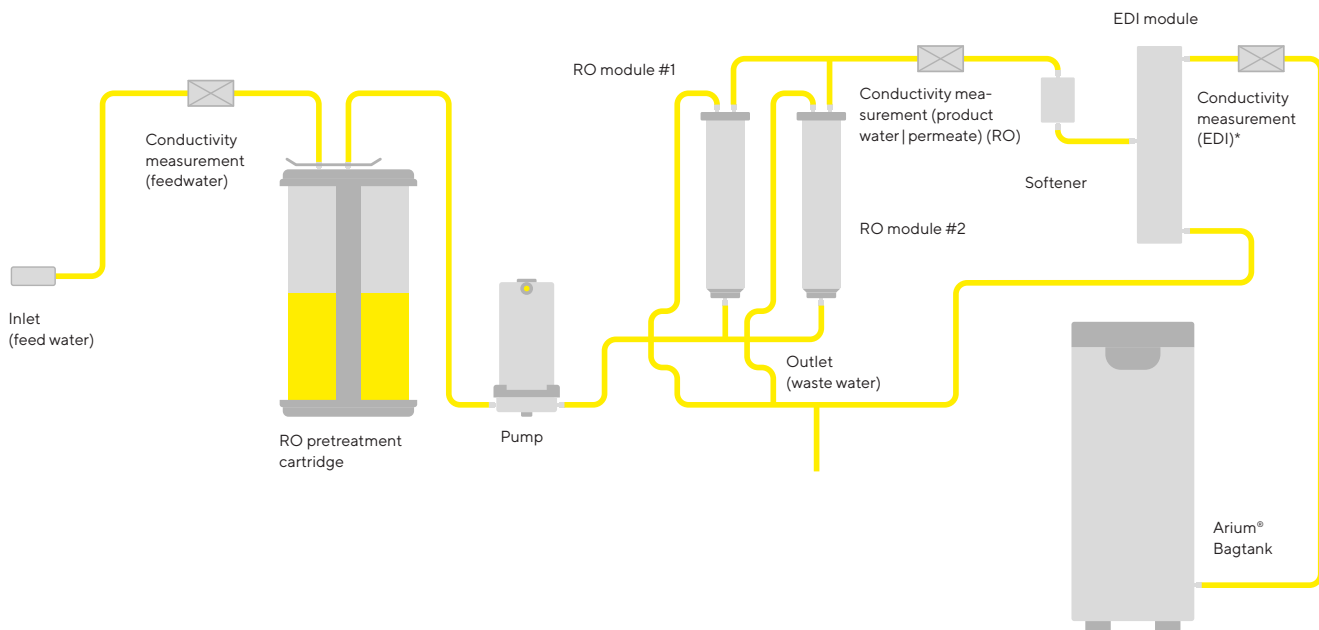 EDI module
RO module #1
Conductivity mea-
surement (product
water | permeate) (RO)
Conductivity
measurement
(EDI)*
Conductivity
measurement
(feedwater)
Softener
RO module #2
Inlet
(feed water)
Outlet
(waste water)
Pump
RO pretreatment
cartridge
Arium®
Bagtank